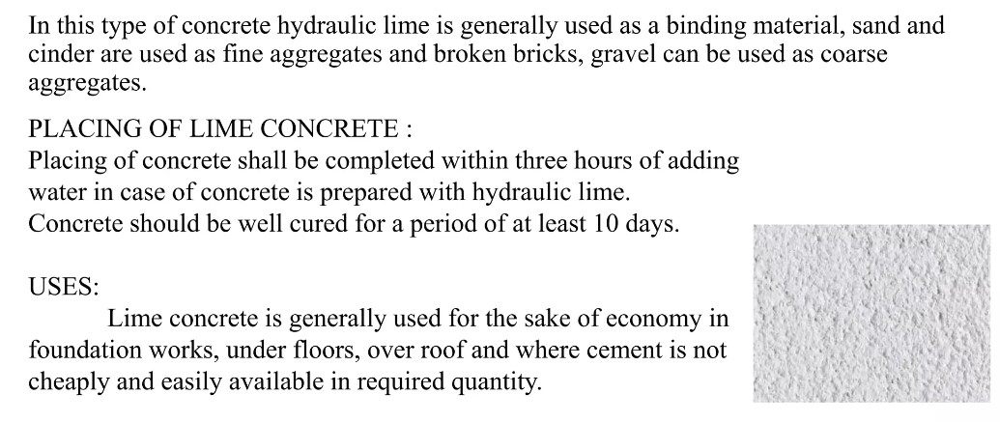 In this type of concrete hydraulic lime is generally used as a binding material, sand and
cinder are used as fine aggregates and broken bricks, gravel can be used as coarse
aggregates.
PLACING OF LIME CONCRETE :
Placing of concrete shall be completed within three hours of adding
water in case of concrete is prepared with hydraulic lime.
Concrete should be well cured for a period of at least 10 days.
USES:
Lime concrete is generally used for the sake of economy in
foundation works, under floors, over roof and where cement is not
cheaply and easily available in required quantity.